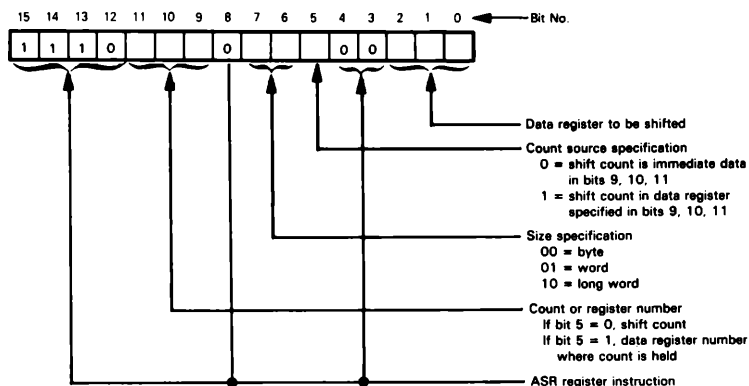 15 14 13 12 11 10 9 8 7 6 5 4 3 2 1 0 Bit No.
1 1 1 0 0 0 0
Data register to be shifted
Count source specification
0 = shift count is immediate data
in bits 9, 10, 11
1 = shift count in data register
specified in bits 9, 10, 11
Size specification
00 = byte
01 = word
10 = long word
Count or register number
If bit 5 = 0, shift count
If bit 5 = 1, data register number
where count is held
ASR register instruction